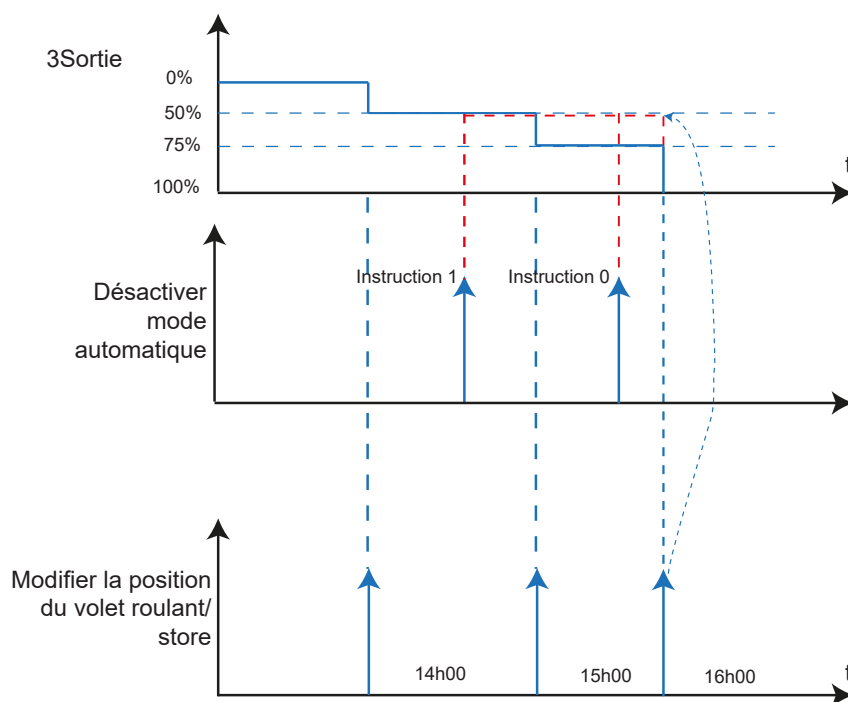 3Sortie
0%
50%
75%
100%
t
Instruction 1
Instruction 0
Désactiver
mode
automatique
Modifier la position
du volet roulant/
store
14h00
15h00
16h00
t